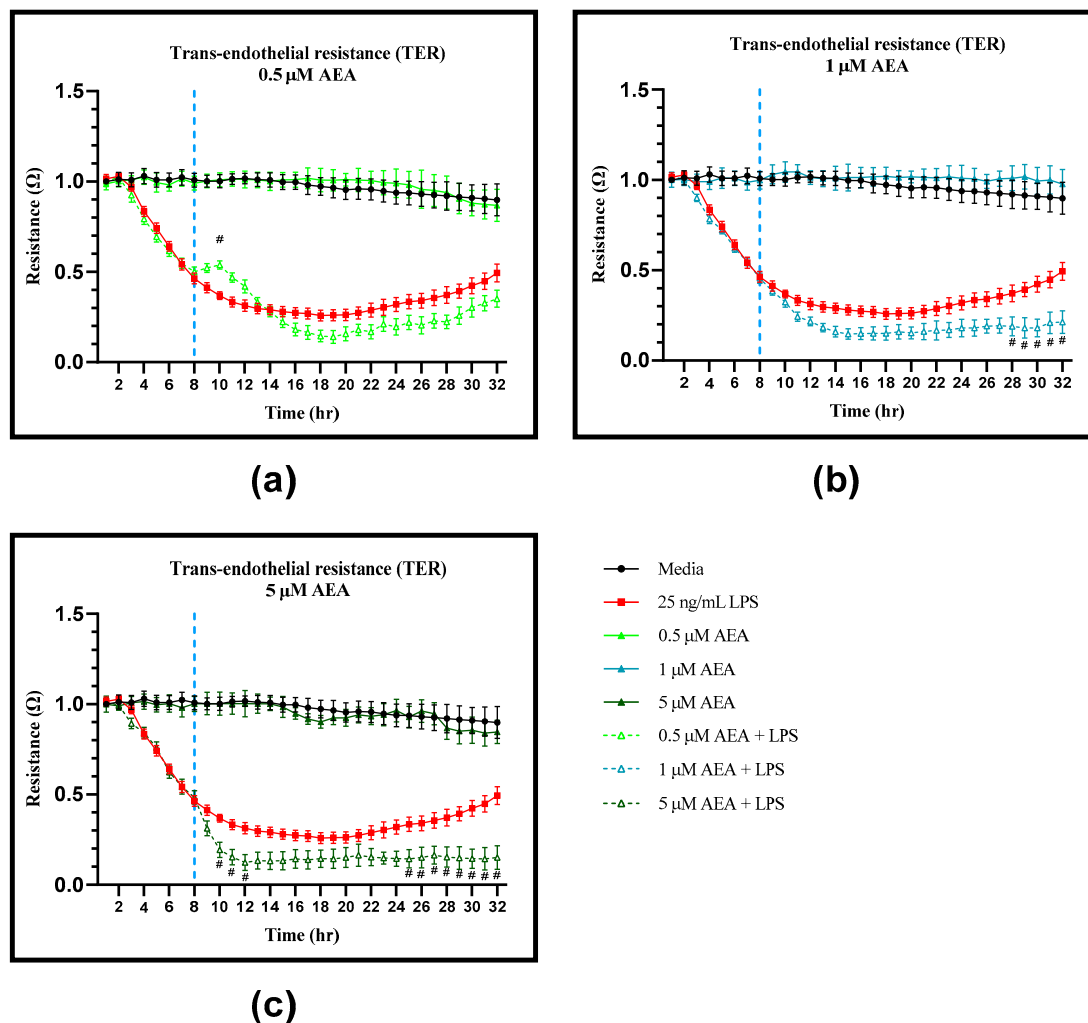 Trans-endothelial resistance (TER)
0.5 μM AEA
1.5
1.0
0.5
0.0
Resistance (Ω)
#
2 4 6 8 10 12 14 16 18 20 22 24 26 28 30 32
Time (hr)
(a)
Trans-endothelial resistance (TER)
1 μM AEA
1.5
1.0
0.5
0.0
Resistance (Ω)
# # # # #
2 4 6 8 10 12 14 16 18 20 22 24 26 28 30 32
Time (hr)
(b)
Trans-endothelial resistance (TER)
5 μM AEA
1.5
1.0
0.5
0.0
Resistance (Ω)
# # # # # # # # # # #
2 4 6 8 10 12 14 16 18 20 22 24 26 28 30 32
Time (hr)
(c)
Media
25 ng/mL LPS
0.5 μM AEA
1 μM AEA
5 μM AEA
0.5 μM AEA + LPS
1 μM AEA + LPS
5 μM AEA + LPS